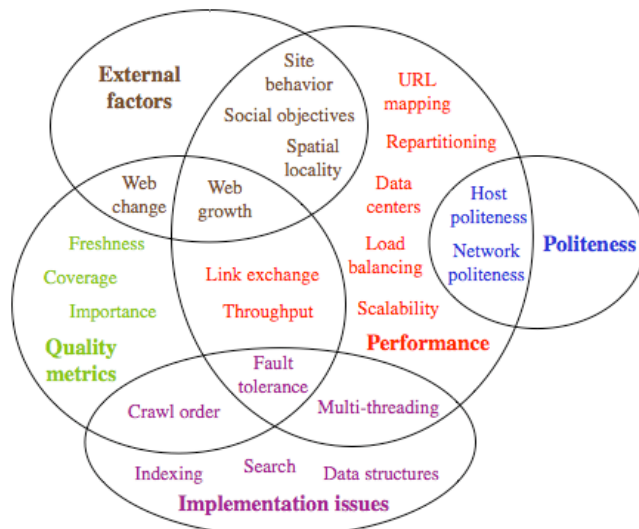 External
factors
Site
behavior
Social objectives
Spatial
locality
URL
mapping
Repartitioning
Web
change
Web
growth
Data
centers
Host
politeness
Network
politeness
Politeness
Freshness
Coverage
Importance
Quality
metrics
Link exchange
Throughput
Load
balancing
Scalability
Performance
Fault
tolerance
Crawl order
Multi-threading
Indexing
Search
Data structures
Implementation issues